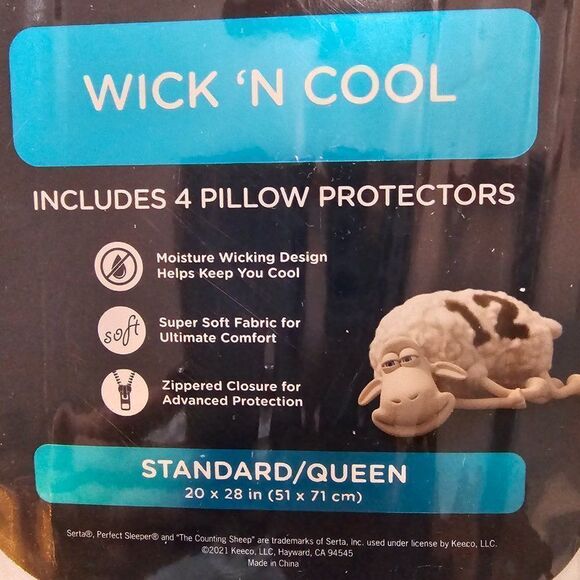 WICK 'N COOL
INCLUDES 4 PILLOW PROTECTORS
Moisture Wicking Design
Helps Keep You Cool
soft
Super Soft Fabric for
Ultimate Comfort
Zippered Closure for
Advanced Protection
12
STANDARD/QUEEN
20 x 28 in (51 x 71 cm)
Serta®, Perfect Sleeper® and "The Counting Sheep" are trademarks of Serta, Inc. used under license by Keeco, LLC.
©2021 Keeco, LLC, Hayward, CA 94545
Made in China